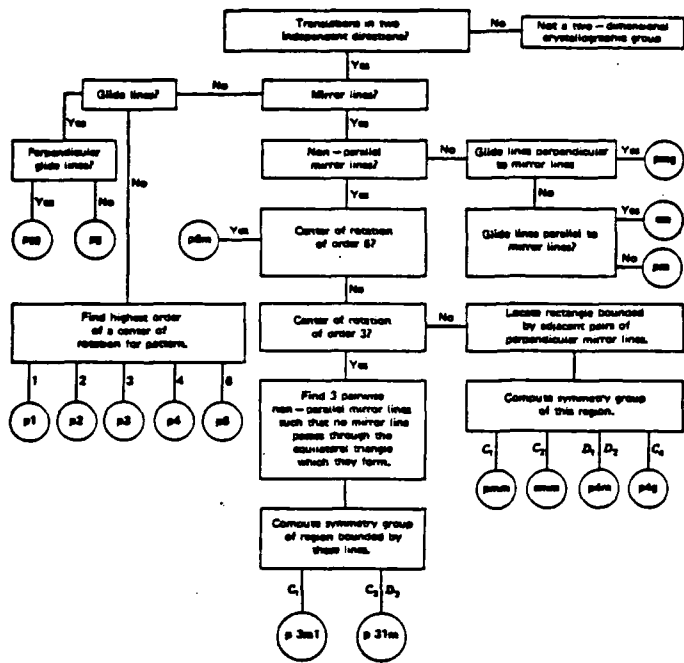 Translations in two
independent directions?
No
Not a two-dimensional
crystallographic group
Yes
Glide lines?
No
Mirror lines?
Yes
Yes
Perpendicular
glide lines?
No
Non-parallel
mirror lines?
No
Glide lines perpendicular
to mirror lines
Yes
pmg
Yes
No
Yes
No
pgg
pg
p6m
Yes
Center of rotation
of order 6?
Glide lines parallel to
mirror lines?
Yes
cm
No
pm
No
Find highest order
of a center of
rotation for pattern.
Center of rotation
of order 3?
No
Locate rectangle bounded
by adjacent pairs of
perpendicular mirror lines.
1
2
3
4
6
Yes
p1
p2
p3
p4
p6
Find 3 pairwise
non-parallel mirror lines
such that no mirror line
passes through the
equilateral triangle
which they form.
Compute symmetry group
of this region.
C₁
C₂
D₁
D₂
C₄
pmm
cmm
p4m
p4g
Compute symmetry group
of region bounded by
these lines.
C₁
C₃
D₃
p 3m1
p 31m